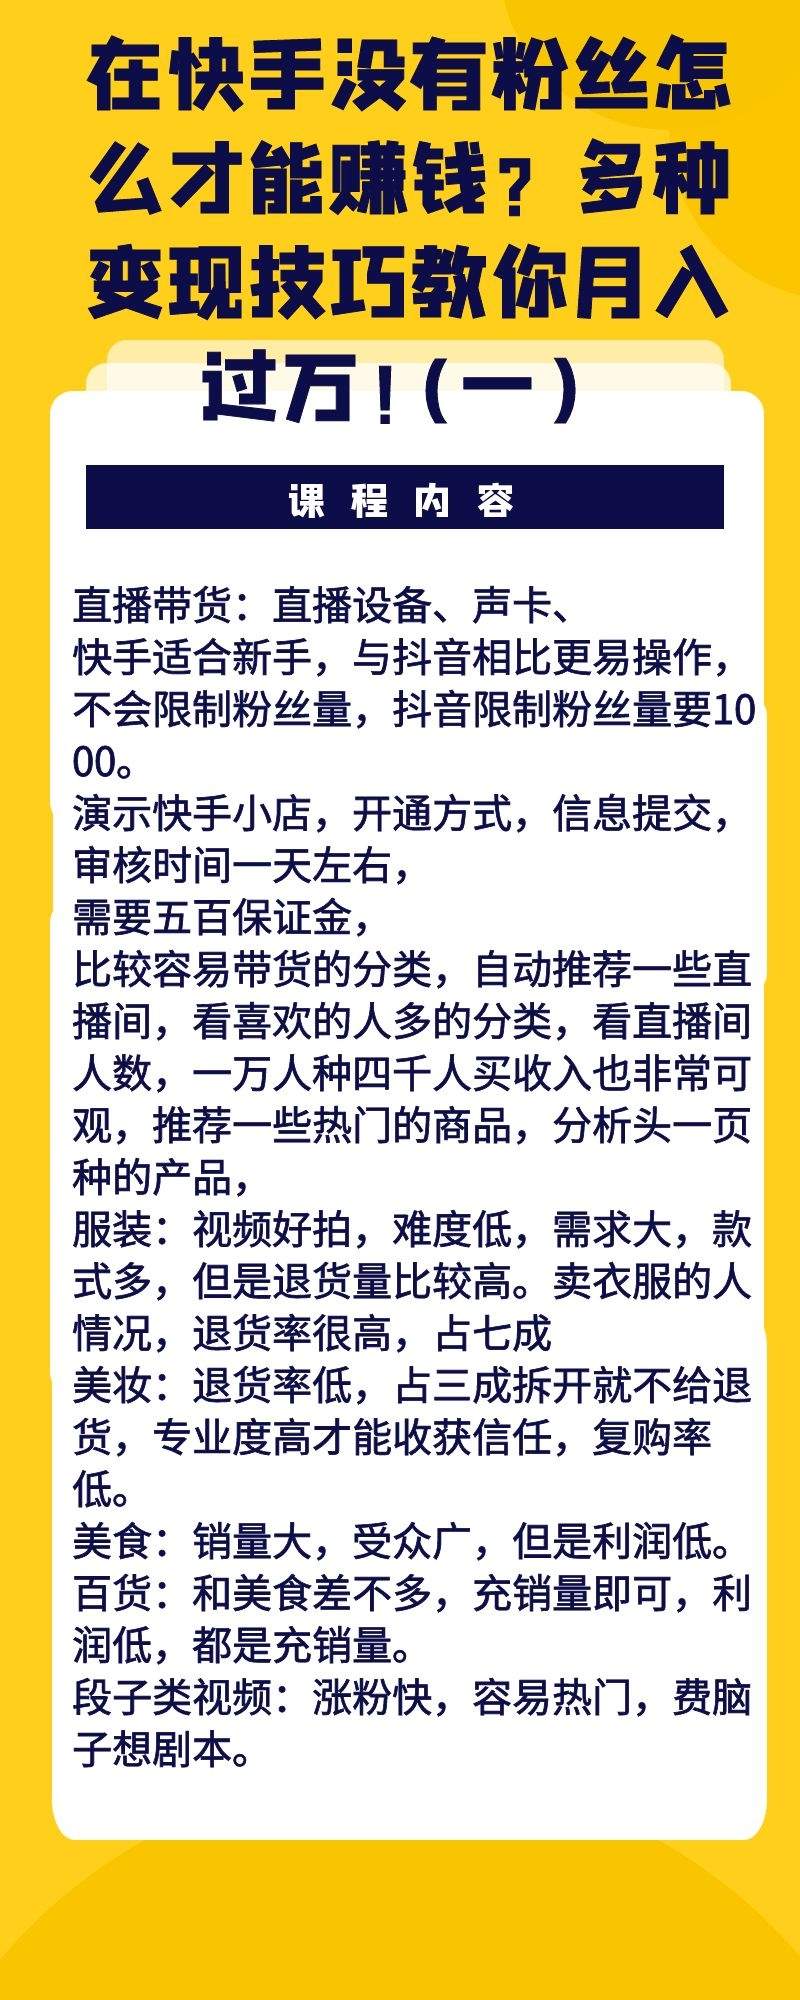 在快手没有粉丝怎
么才能赚钱？多种
变现技巧教你月入
过万！(一)
课程内容
直播带货：直播设备、声卡、
快手适合新手，与抖音相比更易操作，
不会限制粉丝量，抖音限制粉丝量要10
00。
演示快手小店，开通方式，信息提交，
审核时间一天左右，
需要五百保证金，
比较容易带货的分类，自动推荐一些直
播间，看喜欢的人多的分类，看直播间
人数，一万人种四千人买收入也非常可
观，推荐一些热门的商品，分析头一页
种的产品，
服装：视频好拍，难度低，需求大，款
式多，但是退货量比较高。卖衣服的人
情况，退货率很高，占七成
美妆：退货率低，占三成拆开就不给退
货，专业度高才能收获信任，复购率
低。
美食：销量大，受众广，但是利润低。
百货：和美食差不多，充销量即可，利
润低，都是充销量。
段子类视频：涨粉快，容易热门，费脑
子想剧本。